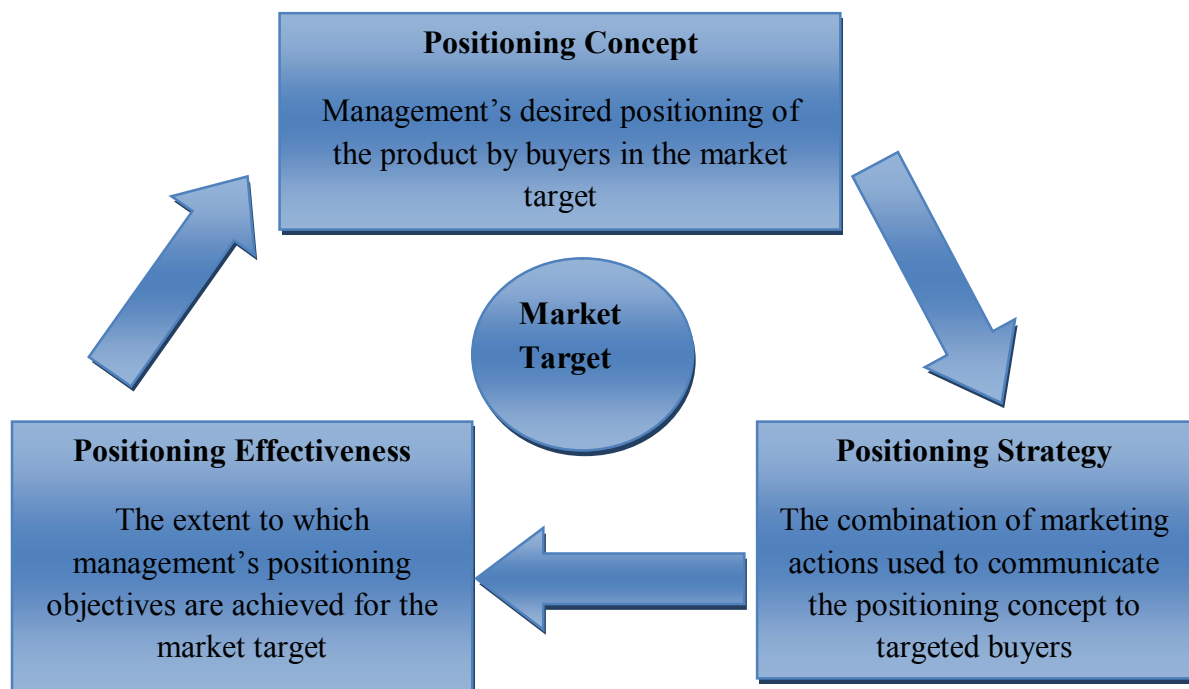 Positioning Concept
Management’s desired positioning of
the product by buyers in the market
target
Market
Target
Positioning Effectiveness
The extent to which
management’s positioning
objectives are achieved for the
market target
Positioning Strategy
The combination of marketing
actions used to communicate
the positioning concept to
targeted buyers